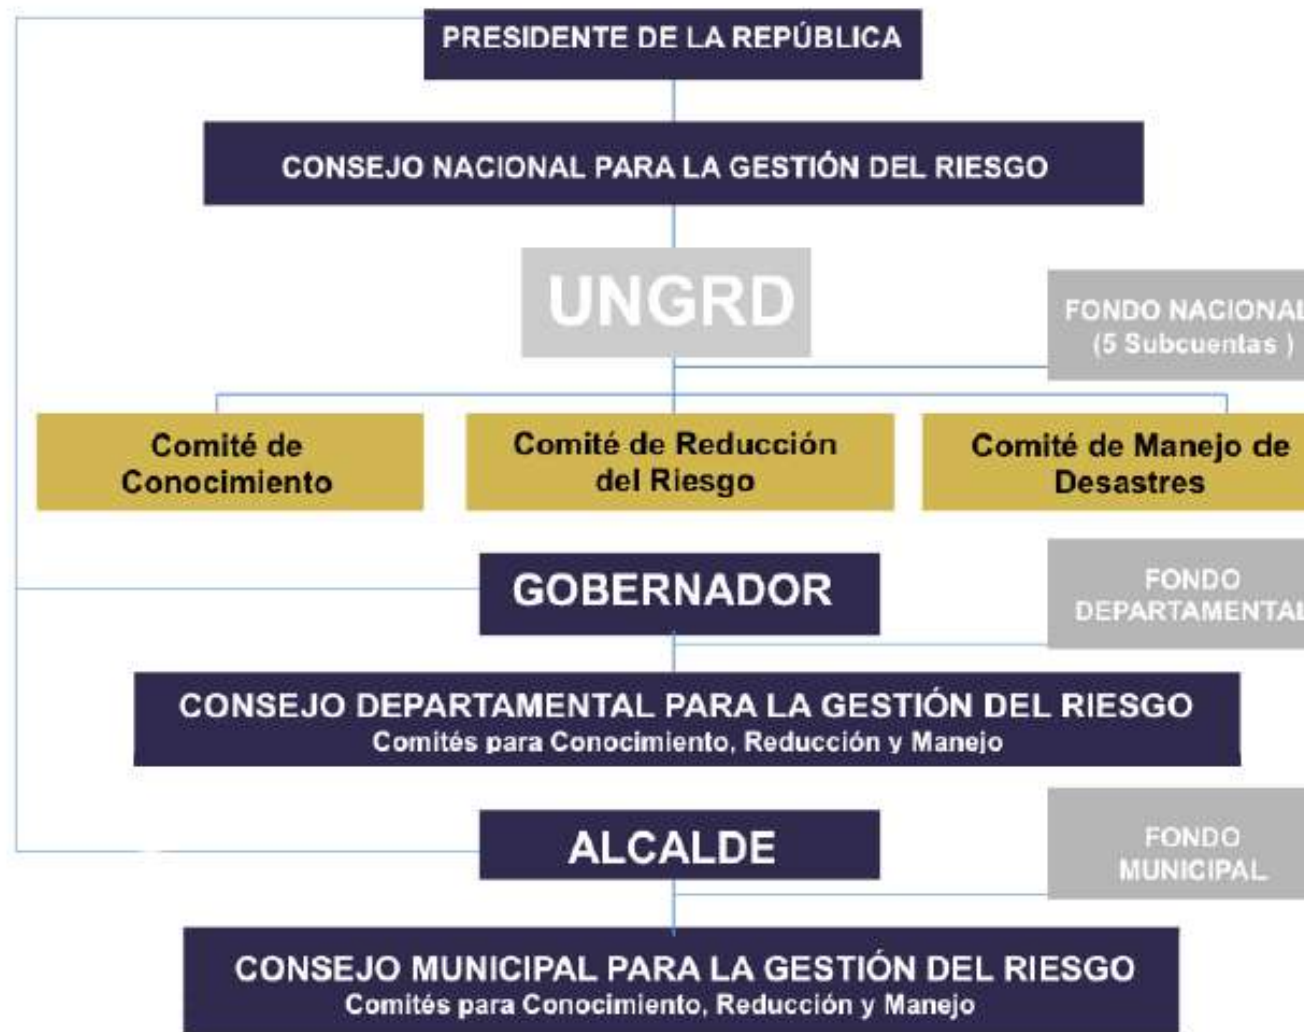 PRESIDENTE DE LA REPÚBLICA
CONSEJO NACIONAL PARA LA GESTIÓN DEL RIESGO
UNGRD
FONDO NACIONAL
(5 Subcuentas )
Comité de
Conocimiento
Comité de Reducción
del Riesgo
Comité de Manejo de
Desastres
GOBERNADOR
FONDO
DEPARTAMENTAL
CONSEJO DEPARTAMENTAL PARA LA GESTIÓN DEL RIESGO
Comités para Conocimiento, Reducción y Manejo
ALCALDE
FONDO
MUNICIPAL
CONSEJO MUNICIPAL PARA LA GESTIÓN DEL RIESGO
Comités para Conocimiento, Reducción y Manejo